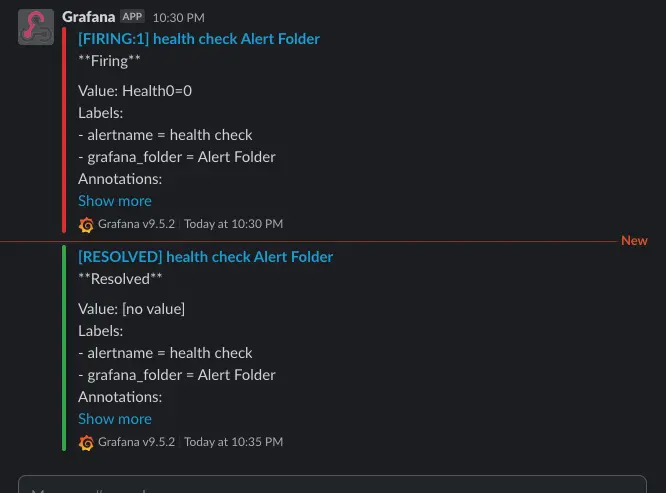 Grafana APP 10:30 PM
[FIRING:1] health check Alert Folder
**Firing**
Value: Health0=0
Labels:
- alertname = health check
- grafana_folder = Alert Folder
Annotations:
Show more
Grafana v9.5.2 | Today at 10:30 PM
New
[RESOLVED] health check Alert Folder
**Resolved**
Value: [no value]
Labels:
- alertname = health check
- grafana_folder = Alert Folder
Annotations:
Show more
Grafana v9.5.2 | Today at 10:35 PM